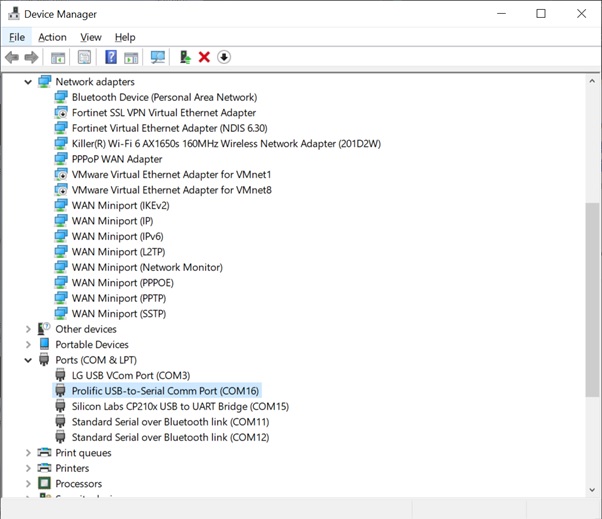 Device Manager
File Action View Help
Network adapters
Bluetooth Device (Personal Area Network)
Fortinet SSL VPN Virtual Ethernet Adapter
Fortinet Virtual Ethernet Adapter (NDIS 6.30)
Killer(R) Wi-Fi 6 AX1650s 160MHz Wireless Network Adapter (201D2W)
PPPoP WAN Adapter
VMware Virtual Ethernet Adapter for VMnet1
VMware Virtual Ethernet Adapter for VMnet8
WAN Miniport (IKEv2)
WAN Miniport (IP)
WAN Miniport (IPv6)
WAN Miniport (L2TP)
WAN Miniport (Network Monitor)
WAN Miniport (PPPOE)
WAN Miniport (PPTP)
WAN Miniport (SSTP)
Other devices
Portable Devices
Ports (COM & LPT)
LG USB VCom Port (COM3)
Prolific USB-to-Serial Comm Port (COM16)
Silicon Labs CP210x USB to UART Bridge (COM15)
Standard Serial over Bluetooth link (COM11)
Standard Serial over Bluetooth link (COM12)
Print queues
Printers
Processors